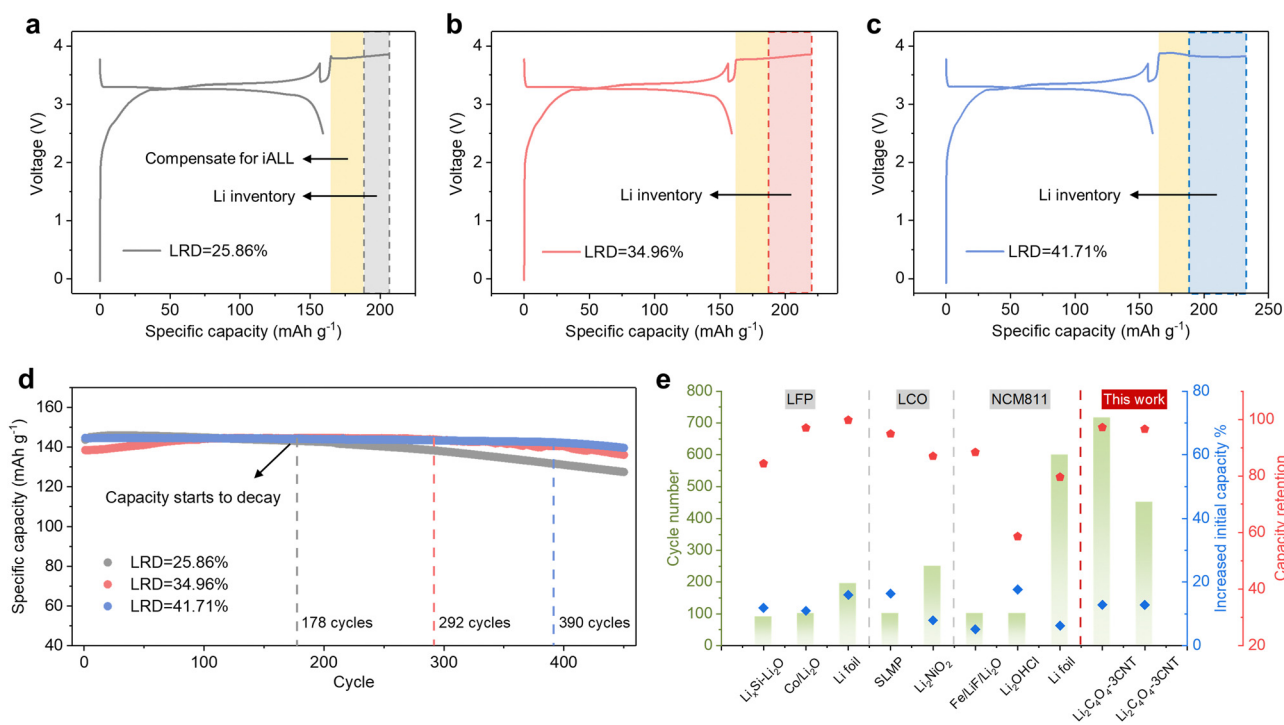 a
4
3
2
1
0
Voltage (V)
Compensate for iALL
Li inventory
LRD=25.86%
0 50 100 150 200
Specific capacity (mAh g⁻¹)
b
4
3
2
1
0
Voltage (V)
Li inventory
LRD=34.96%
0 50 100 150 200
Specific capacity (mAh g⁻¹)
c
4
3
2
1
0
Voltage (V)
Li inventory
LRD=41.71%
0 50 100 150 200 250
Specific capacity (mAh g⁻¹)
d
160
140
120
100
80
60
40
Specific capacity (mAh g⁻¹)
Capacity starts to decay
LRD=25.86%
LRD=34.96%
LRD=41.71%
178 cycles
292 cycles
390 cycles
0 100 200 300 400
Cycle
e
800
700
600
500
400
300
200
100
0
Cycle number
LFP
LCO
NCM811
This work
80
60
40
20
0
Increased initial capacity %
100
80
60
40
20
Capacity retention
LiₓSi-Li₂O
Co/Li₂O
Li foil
SLMP
Li₂NiO₂
Fe/LiF/Li₂O
Li₂OHCl
Li foil
Li₂C₄O₄-3CNT
Li₂C₄O₄-3CNT